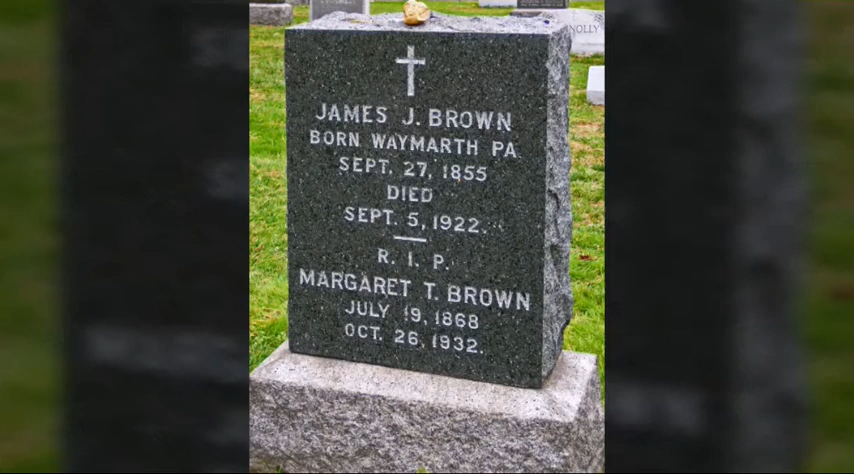 NOLLY
JAMES J. BROWN
BORN WAYMARTH PA.
SEPT. 27, 1855
DIED
SEPT. 5, 1922.
R. I. P.
MARGARET T. BROWN
JULY 19, 1868
OCT. 26, 1932.